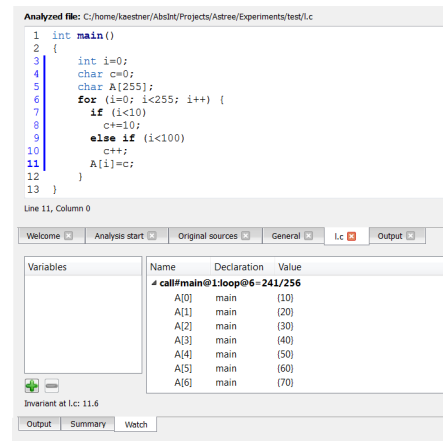 Analyzed file: C:/home/kaestner/AbsInt/Projects/Astree/Experiments/test/l.c
1 int main()
2 {
3 int i=0;
4 char c=0;
5 char A[255];
6 for (i=0; i<255; i++) {
7 if (i<10)
8 c+=10;
9 else if (i<100)
10 c++;
11 A[i]=c;
12 }
13 }
Line 11, Column 0
Welcome Analysis start Original sources General l.c Output
Variables Name Declaration Value
call#main@1:loop@6=241/256
A[0] main {10}
A[1] main {20}
A[2] main {30}
A[3] main {40}
A[4] main {50}
A[5] main {60}
A[6] main {70}
Invariant at l.c: 11.6
Output Summary Watch